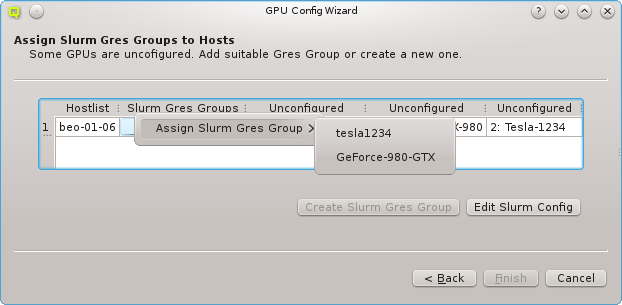 GPU Config Wizard
Assign Slurm Gres Groups to Hosts
Some GPUs are unconfigured. Add suitable Gres Group or create a new one.
Hostlist Slurm Gres Groups Unconfigured Unconfigured Unconfigured
1 beo-01-06 Assign Slurm Gres Group X-980 2: Tesla-1234
tesla1234
GeForce-980-GTX
Create Slurm Gres Group Edit Slurm Config
< Back Finish Cancel